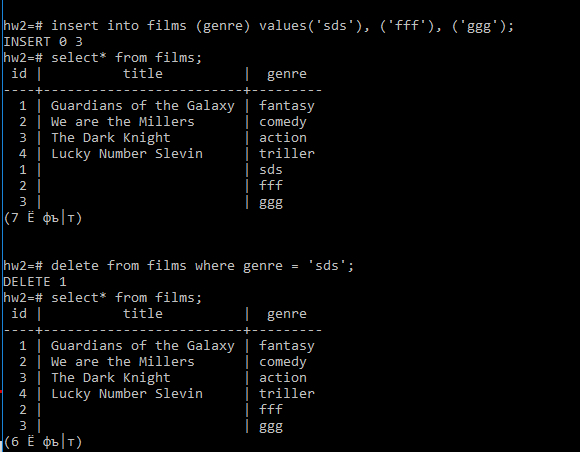 hw2=# insert into films (genre) values('sds'), ('fff'), ('ggg');
INSERT 0 3
hw2=# select* from films;
 id |          title          |  genre
----+-------------------------+---------
  1 | Guardians of the Galaxy | fantasy
  2 | We are the Millers      | comedy
  3 | The Dark Knight         | action
  4 | Lucky Number Slevin     | triller
  1 |                         | sds
  2 |                         | fff
  3 |                         | ggg
(7 Ё фъ│т)
hw2=# delete from films where genre = 'sds';
DELETE 1
hw2=# select* from films;
 id |          title          |  genre
----+-------------------------+---------
  1 | Guardians of the Galaxy | fantasy
  2 | We are the Millers      | comedy
  3 | The Dark Knight         | action
  4 | Lucky Number Slevin     | triller
  2 |                         | fff
  3 |                         | ggg
(6 Ё фъ│т)